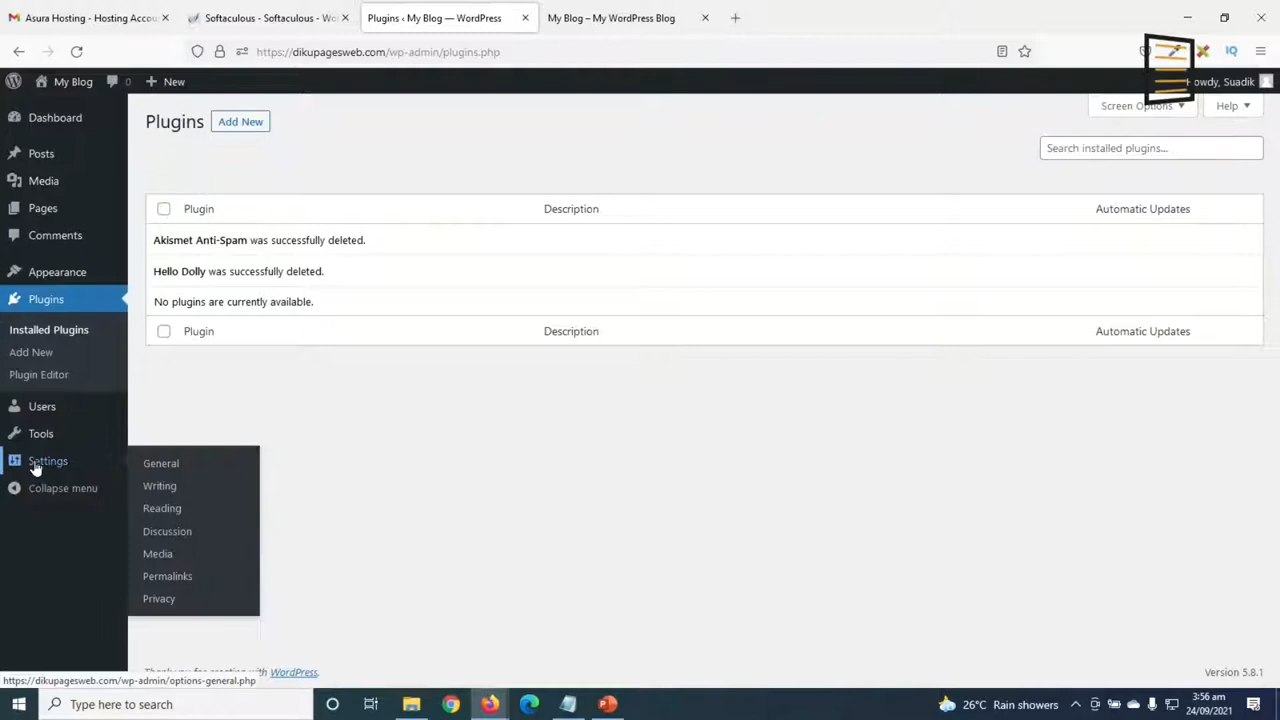 Asura Hosting - Hosting Accou
Softaculous - Softaculous - Wo
Plugins ‹ My Blog — WordPress
My Blog – My WordPress Blog
https://dikupagesweb.com/wp-admin/plugins.php
My Blog 0 New
owdy, Suadik
Screen Options
Help
Dashboard
Posts
Media
Pages
Comments
Appearance
Plugins
Installed Plugins
Add New
Plugin Editor
Users
Tools
Settings
Collapse menu
General
Writing
Reading
Discussion
Media
Permalinks
Privacy
Plugins
Add New
Search installed plugins...
Plugin Description Automatic Updates
Akismet Anti-Spam was successfully deleted.
Hello Dolly was successfully deleted.
No plugins are currently available.
Plugin Description Automatic Updates
Thank you for creating with WordPress.
Version 5.8.1
https://dikupagesweb.com/wp-admin/options-general.php
Type here to search
26°C Rain showers
3:56 am
24/09/2021